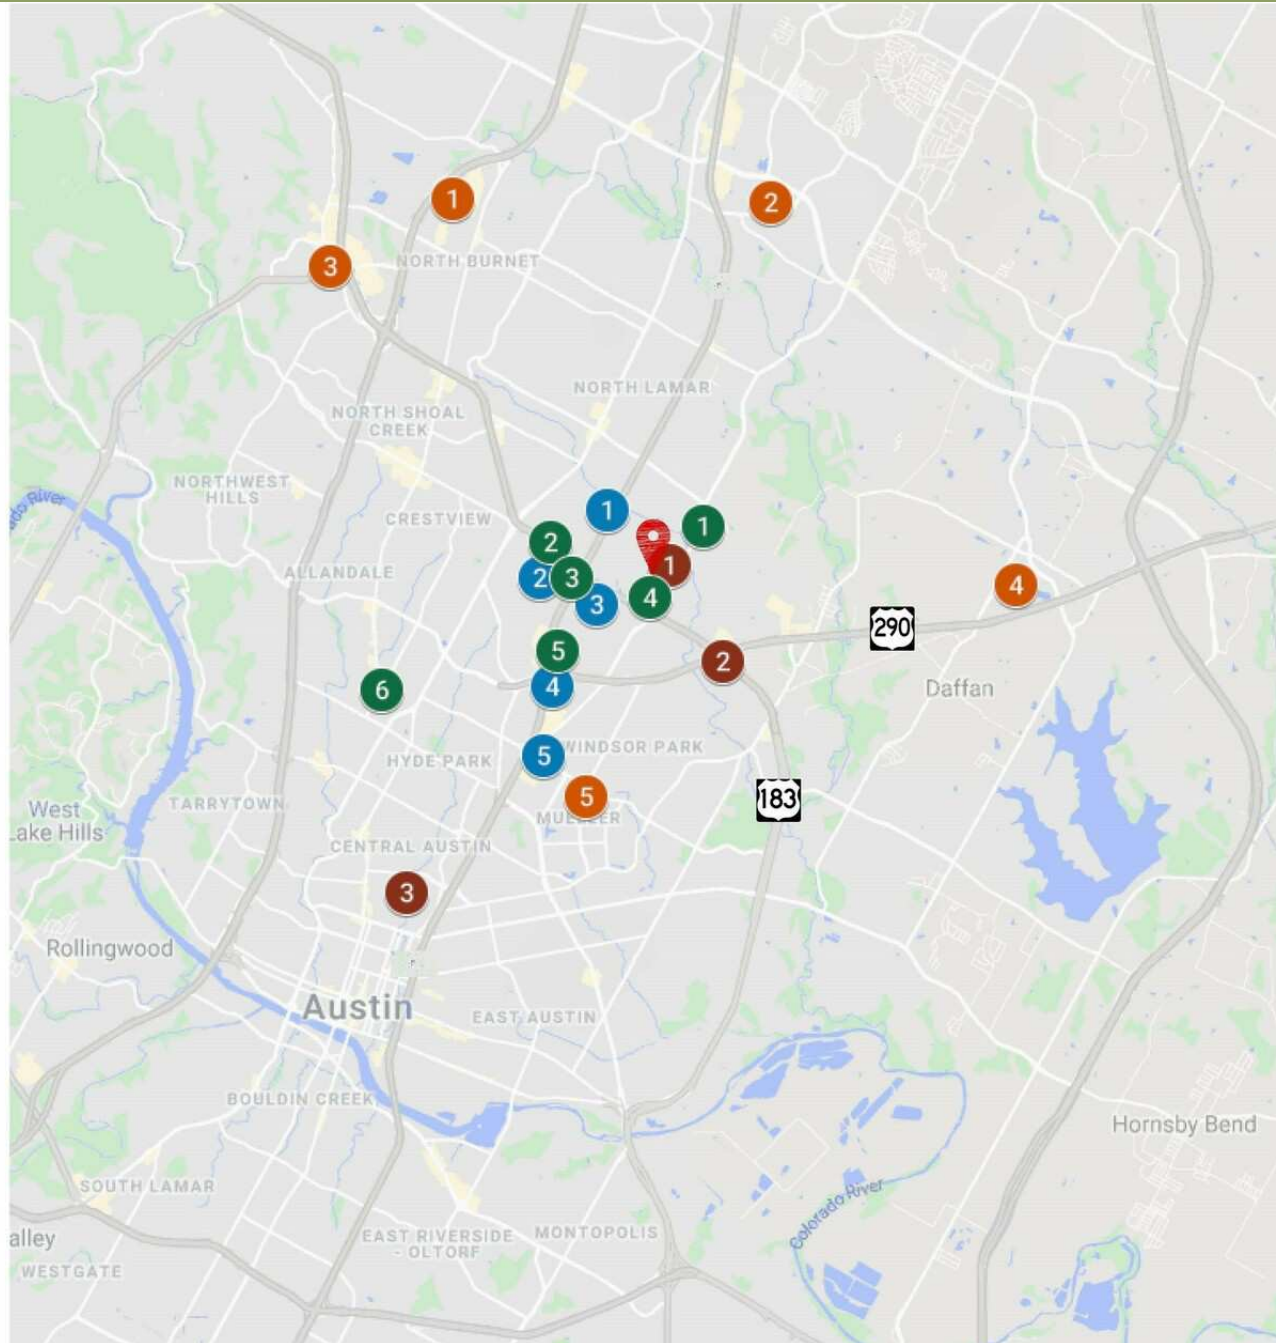 1
2
3
NORTH BURNET
NORTH LAMAR
NORTH SHOAL
CREEK
NORTHWEST
HILLS
CRESTVIEW
1
1
2
ALLANDALE
2
3
1
4
3
4
290
5
2
6
4
Daffan
WINDSOR PARK
5
HYDE PARK
5
183
West
Lake Hills
TARRYTOWN
CENTRAL AUSTIN
3
Rollingwood
Austin
EAST AUSTIN
BOULDIN CREEK
Hornsby Bend
SOUTH LAMAR
Colorado River
EAST RIVERSIDE
- OLTORF
MONTOPOLIS
alley
WESTGATE